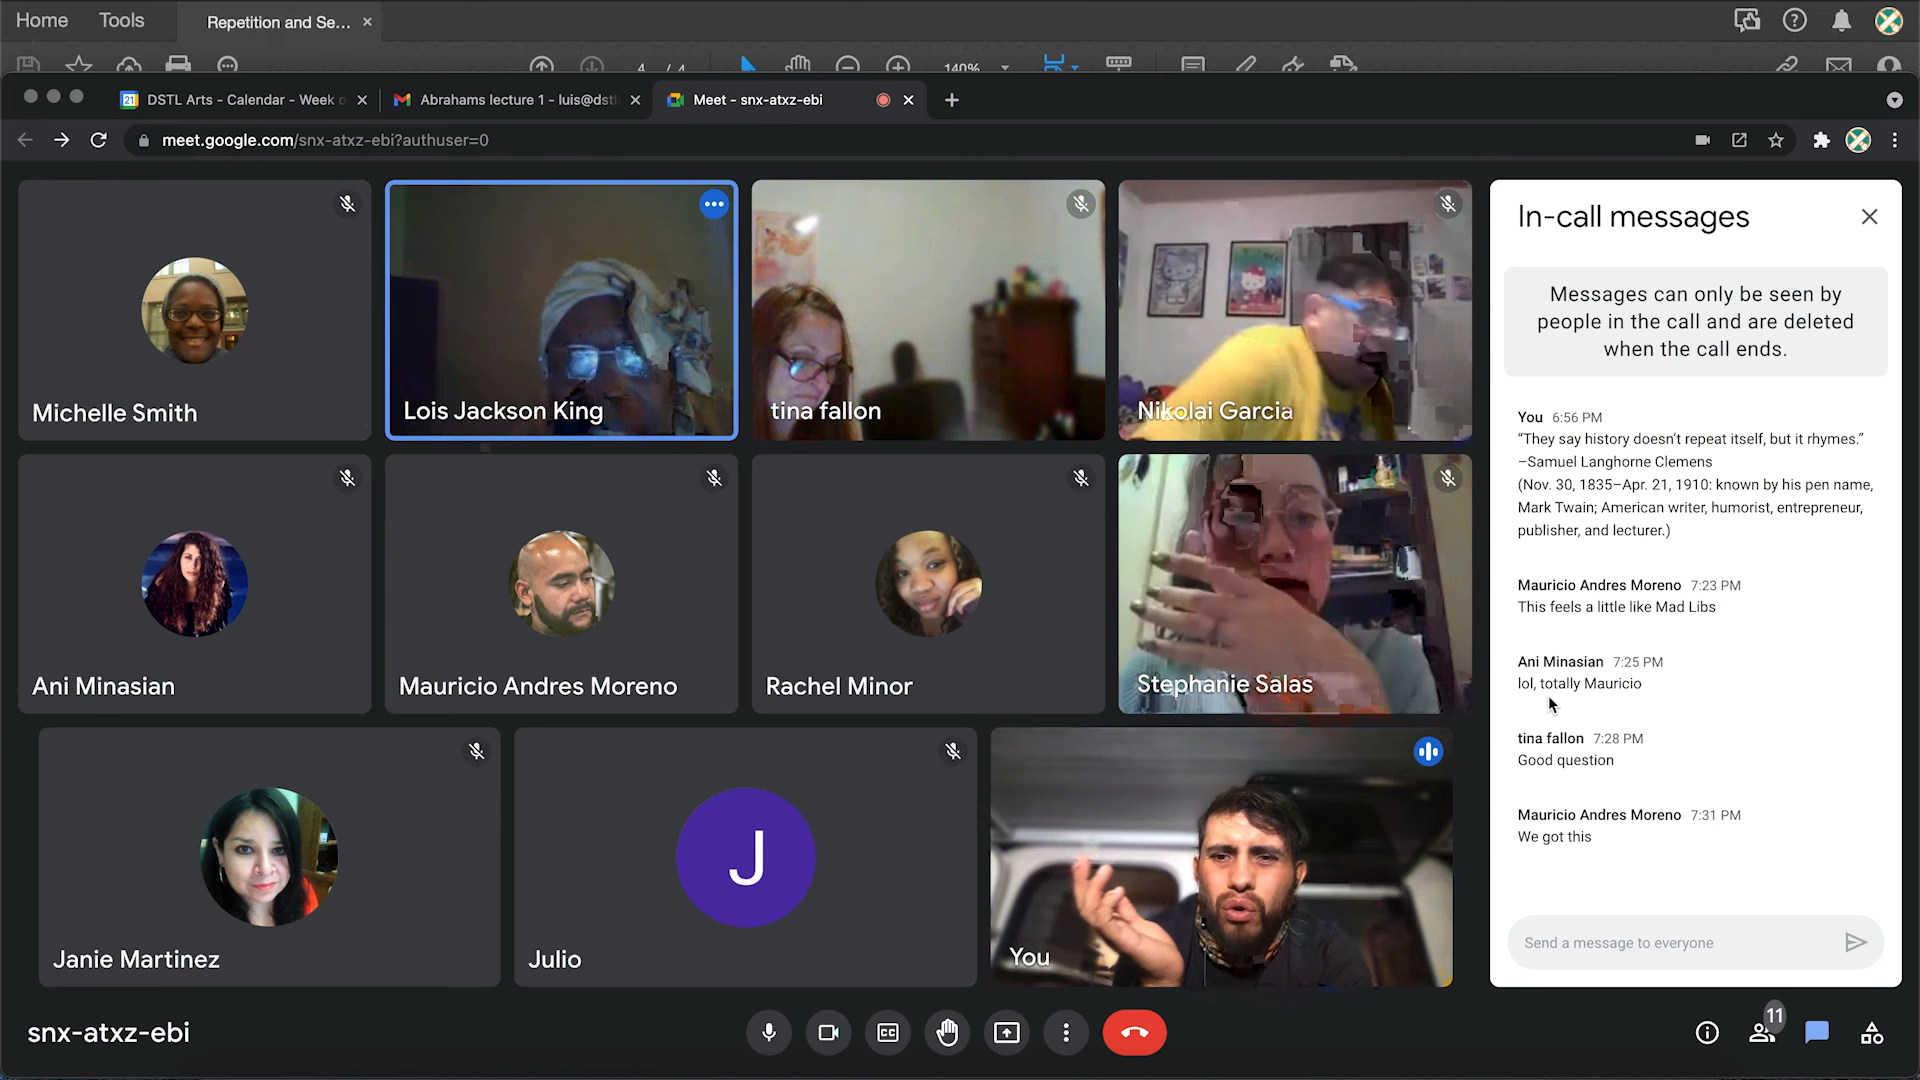 Home
Tools
Repetition and Se...
4 / 4
140%
DSTL Arts - Calendar - Week o
Abrahams lecture 1 - luis@dstl
Meet - snx-atxz-ebi
meet.google.com/snx-atxz-ebi?authuser=0
Michelle Smith
Lois Jackson King
tina fallon
Nikolai Garcia
Ani Minasian
Mauricio Andres Moreno
Rachel Minor
Stephanie Salas
Janie Martinez
J
Julio
You
In-call messages
Messages can only be seen by
people in the call and are deleted
when the call ends.
You 6:56 PM
“They say history doesn’t repeat itself, but it rhymes.”
–Samuel Langhorne Clemens
(Nov. 30, 1835–Apr. 21, 1910: known by his pen name,
Mark Twain; American writer, humorist, entrepreneur,
publisher, and lecturer.)
Mauricio Andres Moreno 7:23 PM
This feels a little like Mad Libs
Ani Minasian 7:25 PM
lol, totally Mauricio
tina fallon 7:28 PM
Good question
Mauricio Andres Moreno 7:31 PM
We got this
Send a message to everyone
snx-atxz-ebi
CC
11